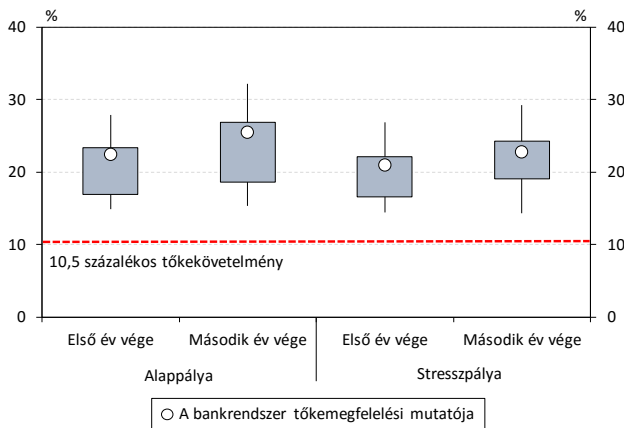 % %
40 40
30 30
20 20
10 10
10,5 százalékos tőkekövetelmény
0 0
Első év vége Második év vége Első év vége Második év vége
Alappálya Stresszpálya
A bankrendszer tőkemegfelelési mutatója